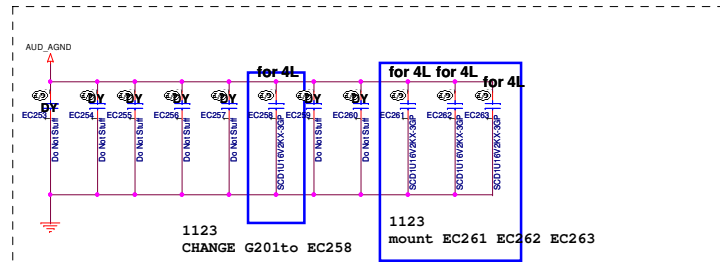 AUD_AGND
for 4L
for 4L for 4L
for 4L
DY DY DY DY DY DY DY
EC253 EC254 EC255 EC256 EC257 EC258 EC259 EC260 EC261 EC262 EC263
Do Not Stuff
Do Not Stuff
Do Not Stuff
Do Not Stuff
Do Not Stuff
SCD1U16V2KX-3GP
Do Not Stuff
Do Not Stuff
SCD1U16V2KX-3GP
SCD1U16V2KX-3GP
SCD1U16V2KX-3GP
1123
CHANGE G201to EC258
1123
mount EC261 EC262 EC263